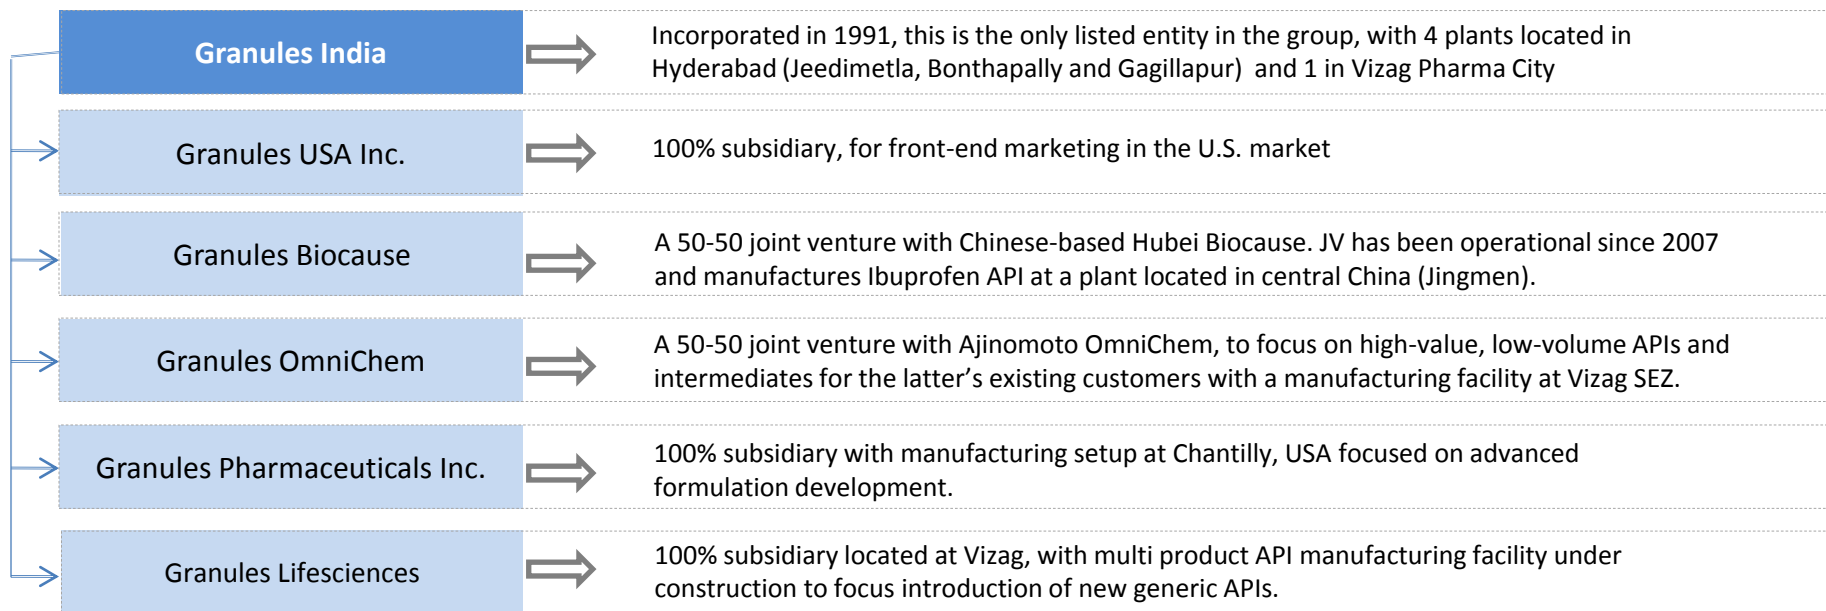 Granules India
Incorporated in 1991, this is the only listed entity in the group, with 4 plants located in
Hyderabad (Jeedimetla, Bonthapally and Gagillapur) and 1 in Vizag Pharma City
Granules USA Inc.
100% subsidiary, for front-end marketing in the U.S. market
Granules Biocause
A 50-50 joint venture with Chinese-based Hubei Biocause. JV has been operational since 2007
and manufactures Ibuprofen API at a plant located in central China (Jingmen).
Granules OmniChem
A 50-50 joint venture with Ajinomoto OmniChem, to focus on high-value, low-volume APIs and
intermediates for the latter’s existing customers with a manufacturing facility at Vizag SEZ.
Granules Pharmaceuticals Inc.
100% subsidiary with manufacturing setup at Chantilly, USA focused on advanced
formulation development.
Granules Lifesciences
100% subsidiary located at Vizag, with multi product API manufacturing facility under
construction to focus introduction of new generic APIs.